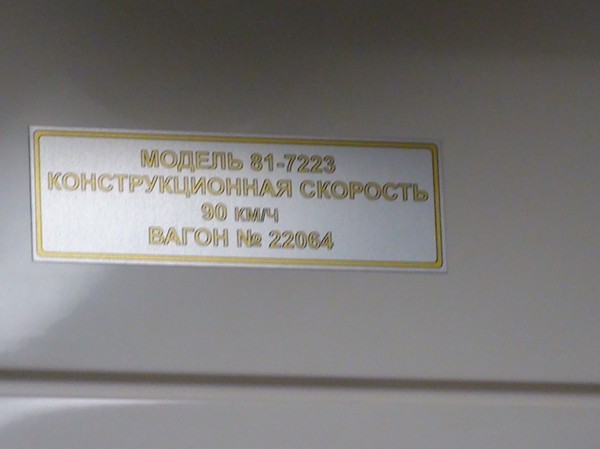 МОДЕЛЬ 81-7223
КОНСТРУКЦИОННАЯ СКОРОСТЬ
90 КМ/Ч
ВАГОН № 22064